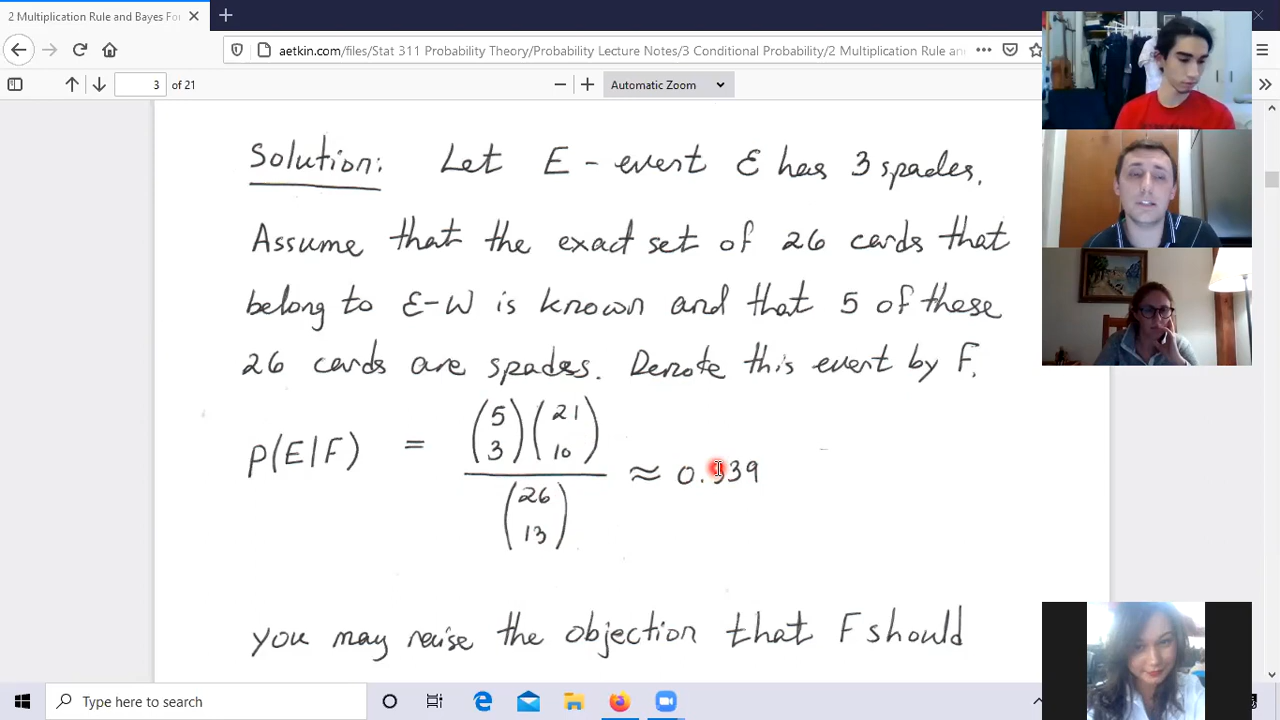 2 Multiplication Rule and Bayes Fo
aetkin.com/files/Stat 311 Probability Theory/Probability Lecture Notes/3 Conditional Probability/2 Multiplication Rule and
3 of 21
Automatic Zoom
Solution: Let E - event E has 3 spades.
Assume that the exact set of 26 cards that
belong to E-W is known and that 5 of these
26 cards are spades. Denote this event by F.
P(E|F) = (5 3)(21 10) / (26 13) ≈ 0.339
you may raise the objection that F should
Type here to search